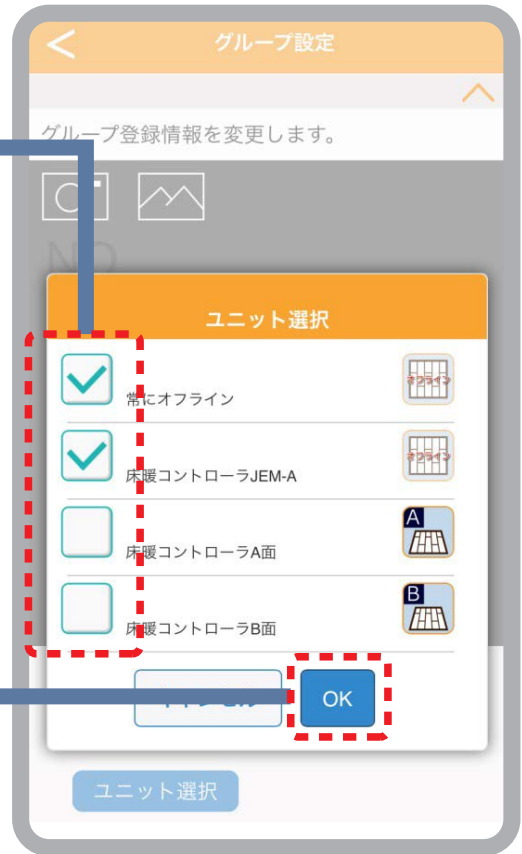 グループ設定
グループ登録情報を変更します。
NO
ユニット選択
常にオフライン
オフライン
床暖コントローラJEM-A
オフライン
床暖コントローラA面
A
床暖コントローラB面
B
OK
ユニット選択